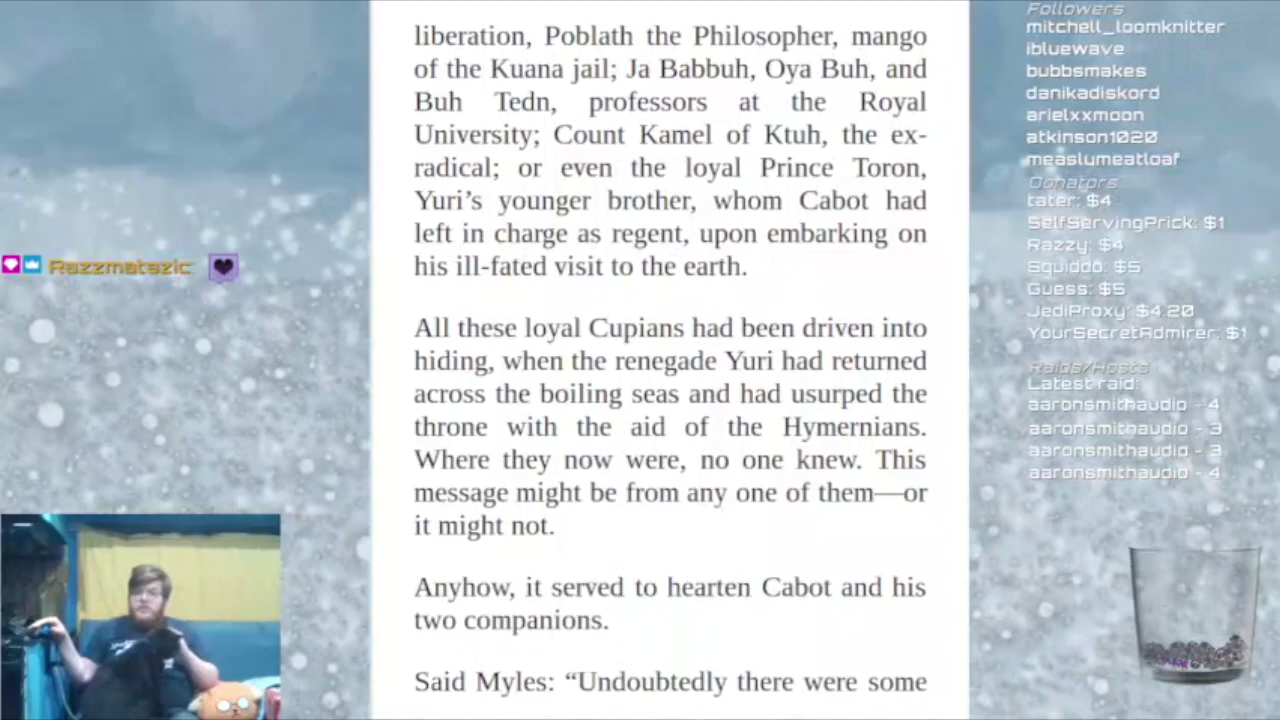 liberation, Poblath the Philosopher, mango
of the Kuana jail; Ja Babbuh, Oya Buh, and
Buh Tedn, professors at the Royal
University; Count Kamel of Ktuh, the ex-
radical; or even the loyal Prince Toron,
Yuri’s younger brother, whom Cabot had
left in charge as regent, upon embarking on
his ill-fated visit to the earth.
All these loyal Cupians had been driven into
hiding, when the renegade Yuri had returned
across the boiling seas and had usurped the
throne with the aid of the Hymernians.
Where they now were, no one knew. This
message might be from any one of them—or
it might not.
Anyhow, it served to hearten Cabot and his
two companions.
Said Myles: “Undoubtedly there were some
Razzmatazic
Followers
mitchell_loomknitter
ibluewave
bubbsmakes
danikadiskord
arielxxmoon
atkinson1020
measlymeatloaf
Donators
tater: $4
SelfServingPrick: $1
Razzy: $4
Squiddo: $5
Guess: $5
JediProxy: $4.20
YourSecretAdmirer: $1
Raids/Hosts
Latest raid:
aaronsmithaudio - 4
aaronsmithaudio - 3
aaronsmithaudio - 3
aaronsmithaudio - 4